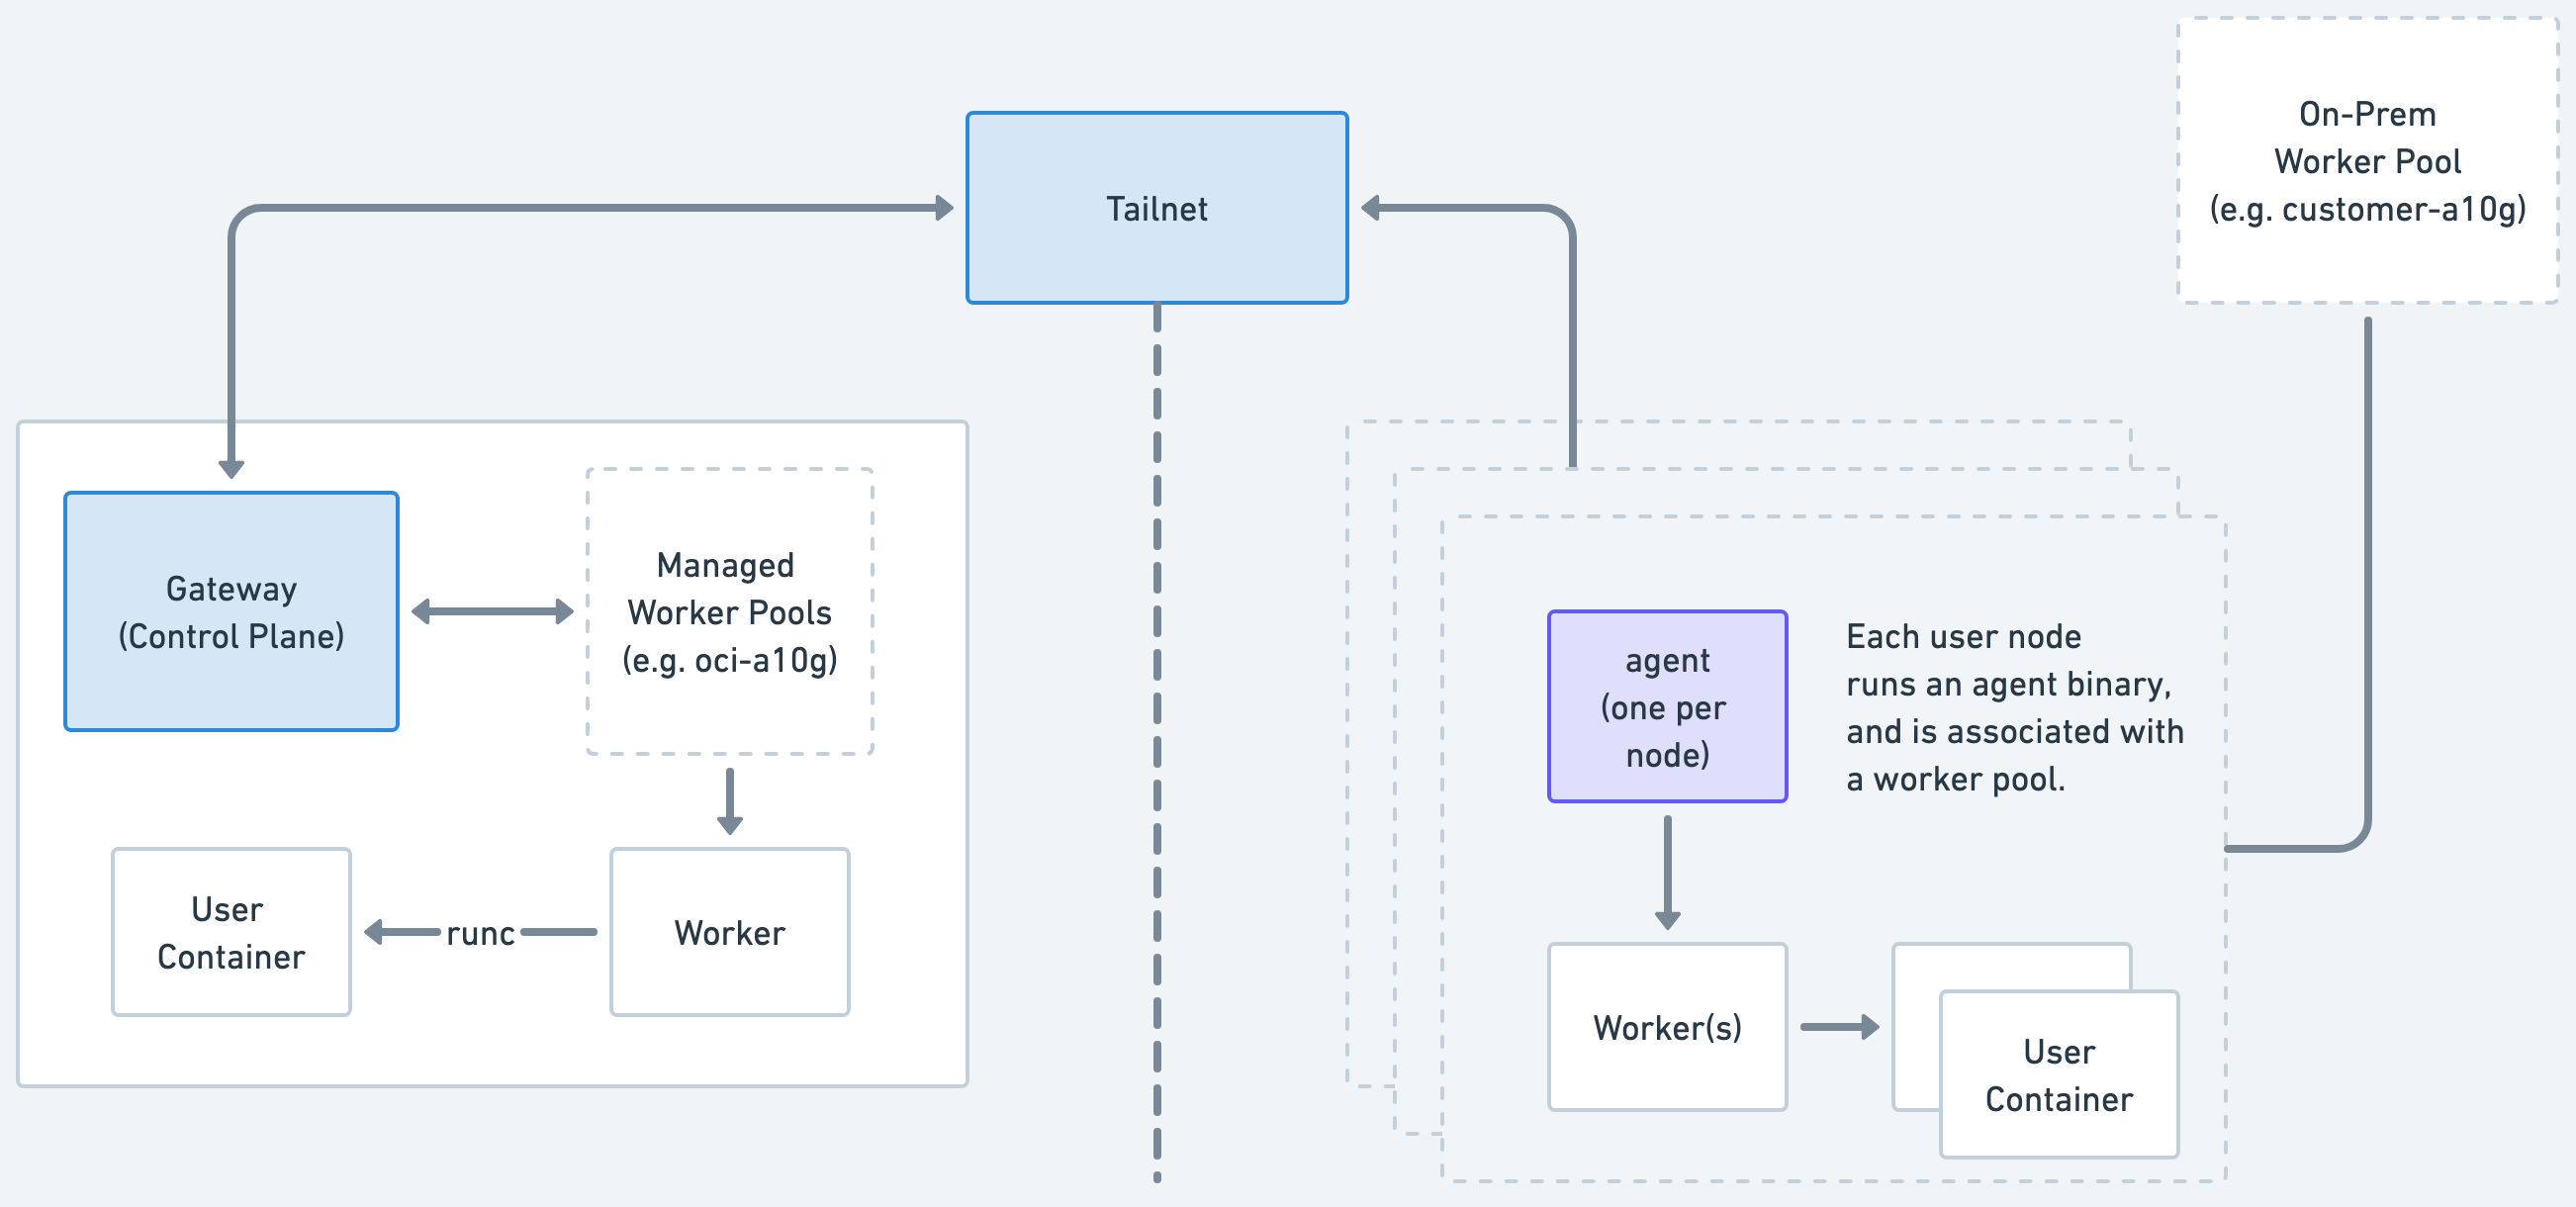 On-Prem
Worker Pool
(e.g. customer-a10g)
Tailnet
Gateway
(Control Plane)
Managed
Worker Pools
(e.g. oci-a10g)
User
Container
runc
Worker
agent
(one per
node)
Each user node
runs an agent binary,
and is associated with
a worker pool.
Worker(s)
User
Container